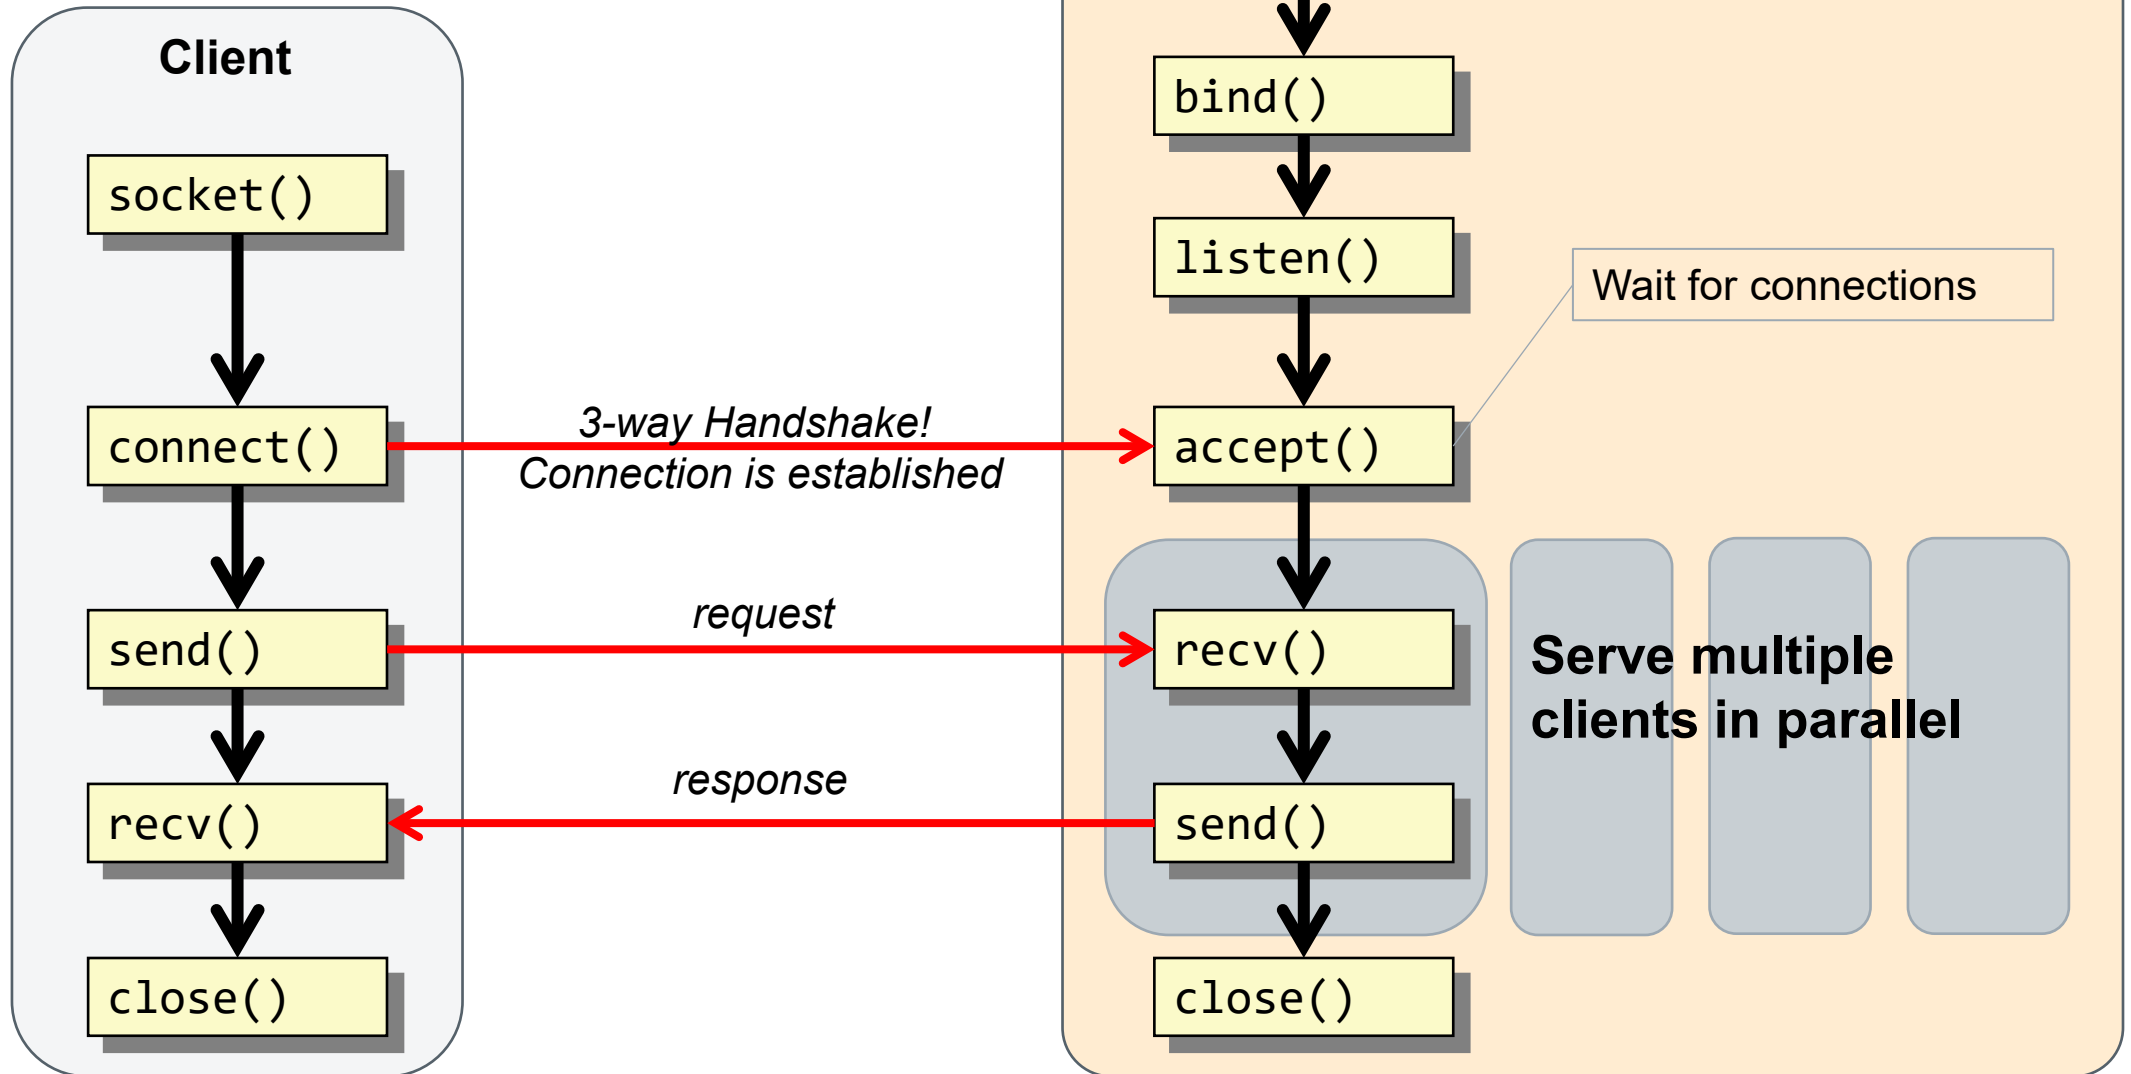 Client
socket()
connect()
send()
recv()
close()
3-way Handshake!
Connection is established
request
response
bind()
listen()
accept()
recv()
send()
close()
Wait for connections
Serve multiple
clients in parallel